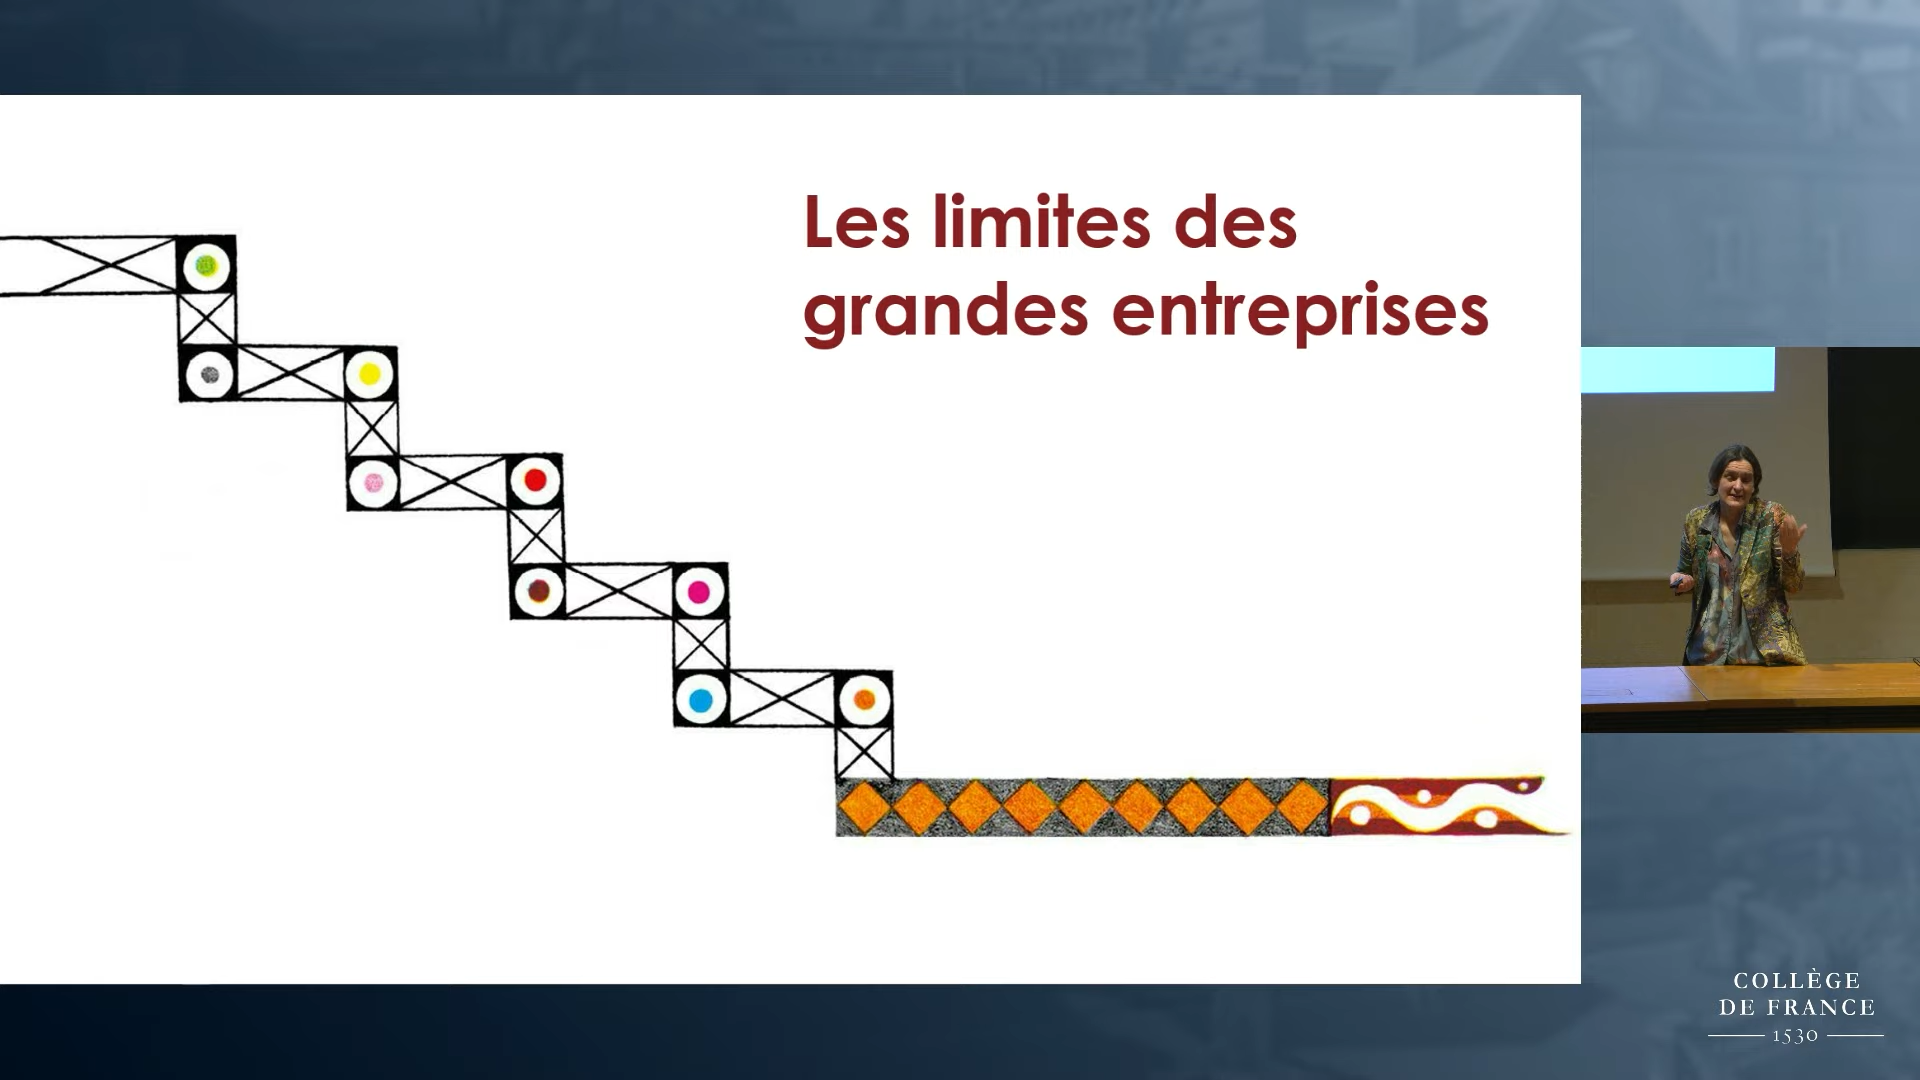 Les limites des
grandes entreprises
COLLÈGE
DE FRANCE
1530